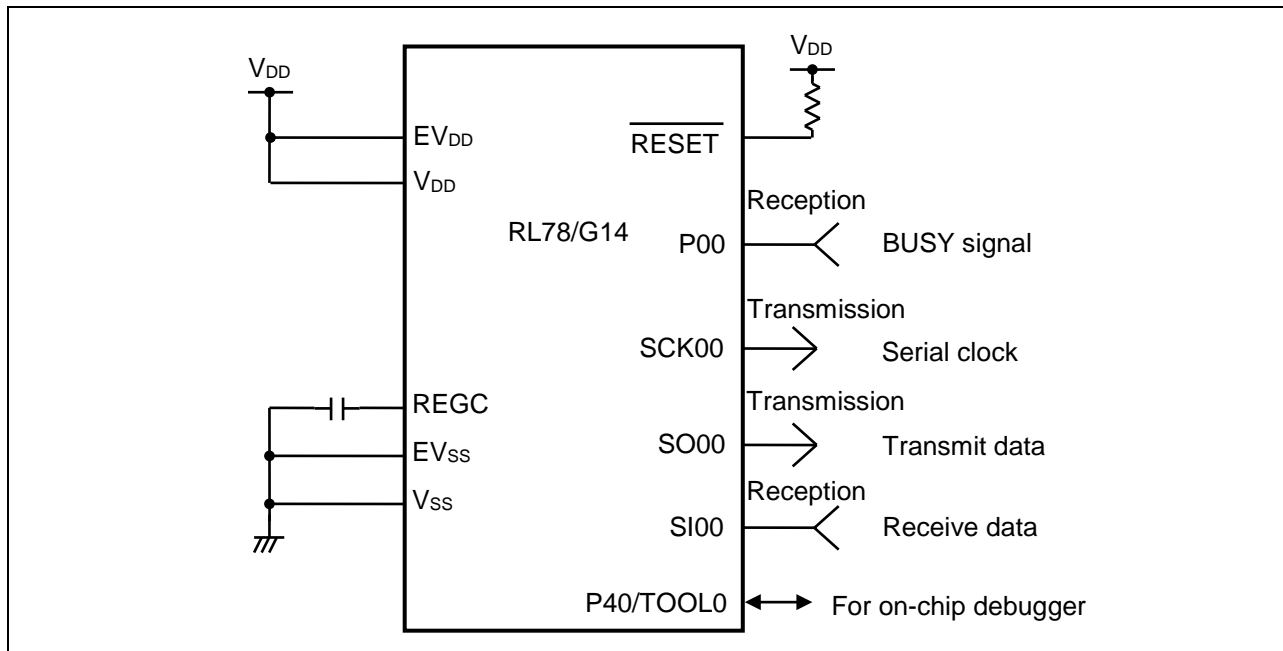 VDD
VDD
EVDD
RESET
VDD
Reception
RL78/G14
P00
BUSY signal
Transmission
SCK00
Serial clock
REGC
Transmission
EVSS
SO00
Transmit data
VSS
Reception
SI00
Receive data
P40/TOOL0
For on-chip debugger